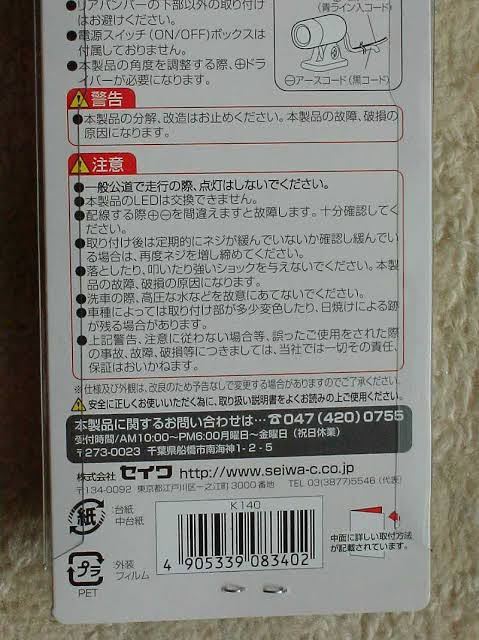 ●リアバンパーの下部以外の取り付け
はお避けください。
●電源スイッチ(ON/OFF)ボックスは
付属しておりません。
●本製品の角度を調整する際、⊕ドラ
イバーが必要になります。
(青ライン入コード)
⊖アースコード(黒コード)
警告
●本製品の分解、改造はお止めください。本製品の故障、破損の
原因になります。
注意
●一般公道で走行の際、点灯はしないでください。
●本製品のLEDは交換できません。
●配線する際⊕⊖を間違えますと故障します。十分確認してく
ださい。
●取り付け後は定期的にネジが緩んでいないか確認し緩んでい
る場合は、再度ネジを増し締めてください。
●落としたり、叩いたり強いショックを与えないでください。本製
品の故障、破損の原因になります。
●洗車の際、高圧な水などを故意にあてないでください。
●車種によっては取り付け部が多少変色したり、日焼けによる跡
が残る場合があります。
●上記警告、注意に従わない場合等、誤ったご使用をされた際
の事故、故障、破損等につきましては、当社では一切その責任、
保証はおいかねます。
※仕様及び外観は、改良のため予告なしで変更する場合がありますのでご了承ください。
安全に正しくお使いいただく為に、取り扱い説明書をよくお読みの上ご使用ください。
本製品に関するお問い合わせは…☎047(420)0755
受付時間/AM10:00~PM6:00月曜日~金曜日(祝日休業)
〒273-0023 千葉県船橋市南海神1-2-5
株式会社 セイワ http://www.seiwa-c.co.jp
〒134-0092 東京都江戸川区一之江町3000番地 TEL 03(3877)5546(代表)
紙
:台紙
中台紙
K140
4 905339 083402
プラ
PET
:外装
フィルム
中面に詳しい取付方法
が記載されています。